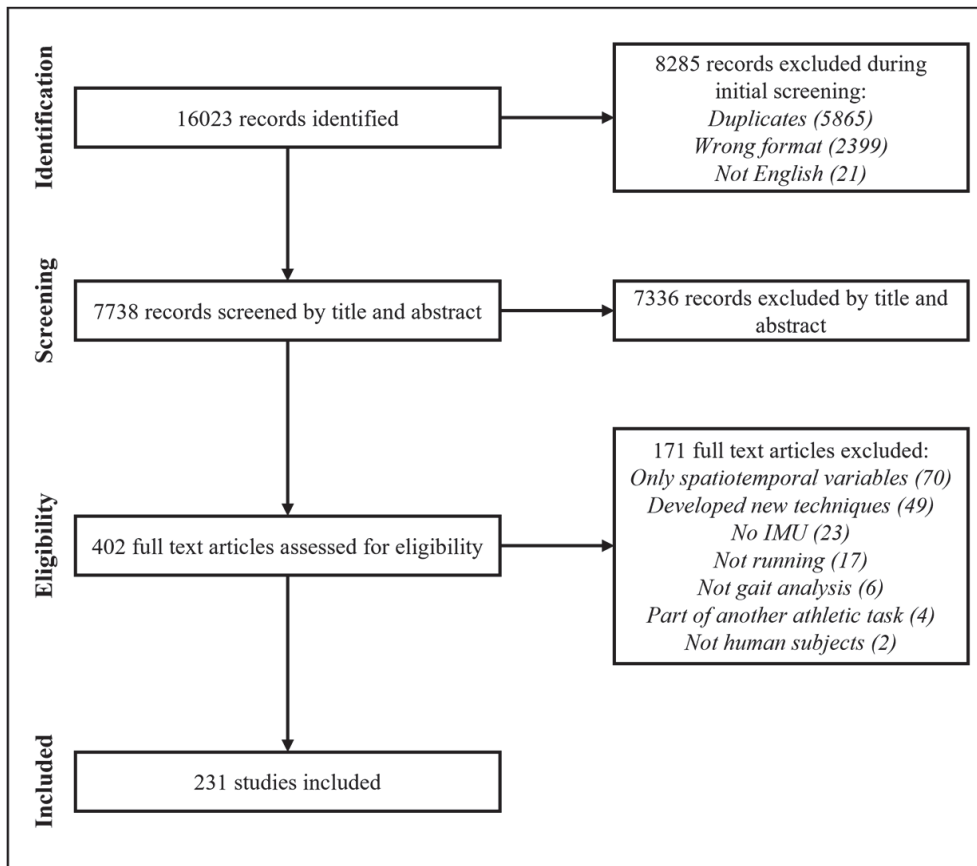 Identification
16023 records identified
8285 records excluded during
initial screening:
Duplicates (5865)
Wrong format (2399)
Not English (21)
Screening
7738 records screened by title and abstract
7336 records excluded by title and
abstract
Eligibility
402 full text articles assessed for eligibility
171 full text articles excluded:
Only spatiotemporal variables (70)
Developed new techniques (49)
No IMU (23)
Not running (17)
Not gait analysis (6)
Part of another athletic task (4)
Not human subjects (2)
Included
231 studies included